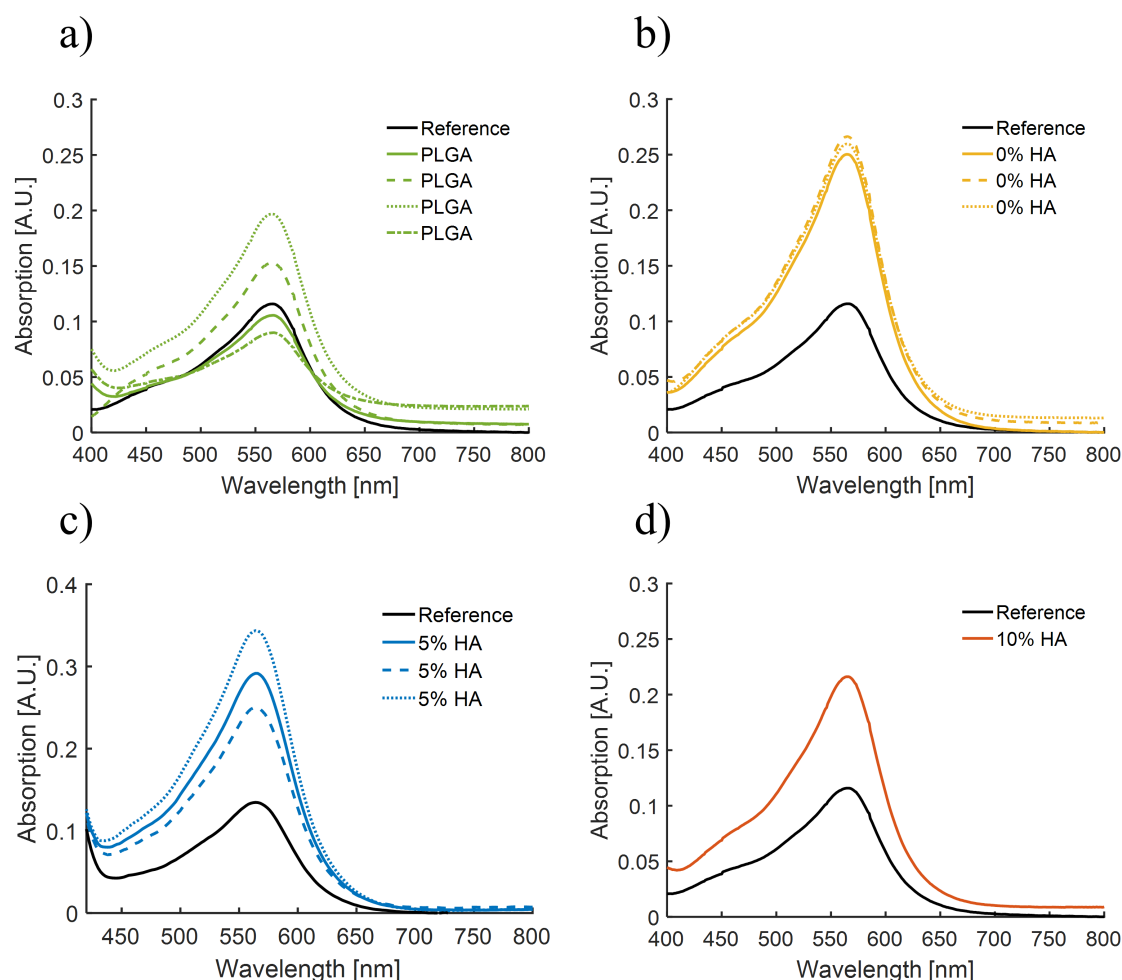 a)
Absorption [A.U.]
0.3
0.25
0.2
0.15
0.1
0.05
0
Reference
PLGA
PLGA
PLGA
PLGA
400 450 500 550 600 650 700 750 800
Wavelength [nm]
b)
Absorption [A.U.]
0.3
0.25
0.2
0.15
0.1
0.05
0
Reference
0% HA
0% HA
0% HA
400 450 500 550 600 650 700 750 800
Wavelength [nm]
c)
Absorption [A.U.]
0.4
0.3
0.2
0.1
0
Reference
5% HA
5% HA
5% HA
450 500 550 600 650 700 750 800
Wavelength [nm]
d)
Absorption [A.U.]
0.3
0.25
0.2
0.15
0.1
0.05
0
Reference
10% HA
400 450 500 550 600 650 700 750 800
Wavelength [nm]